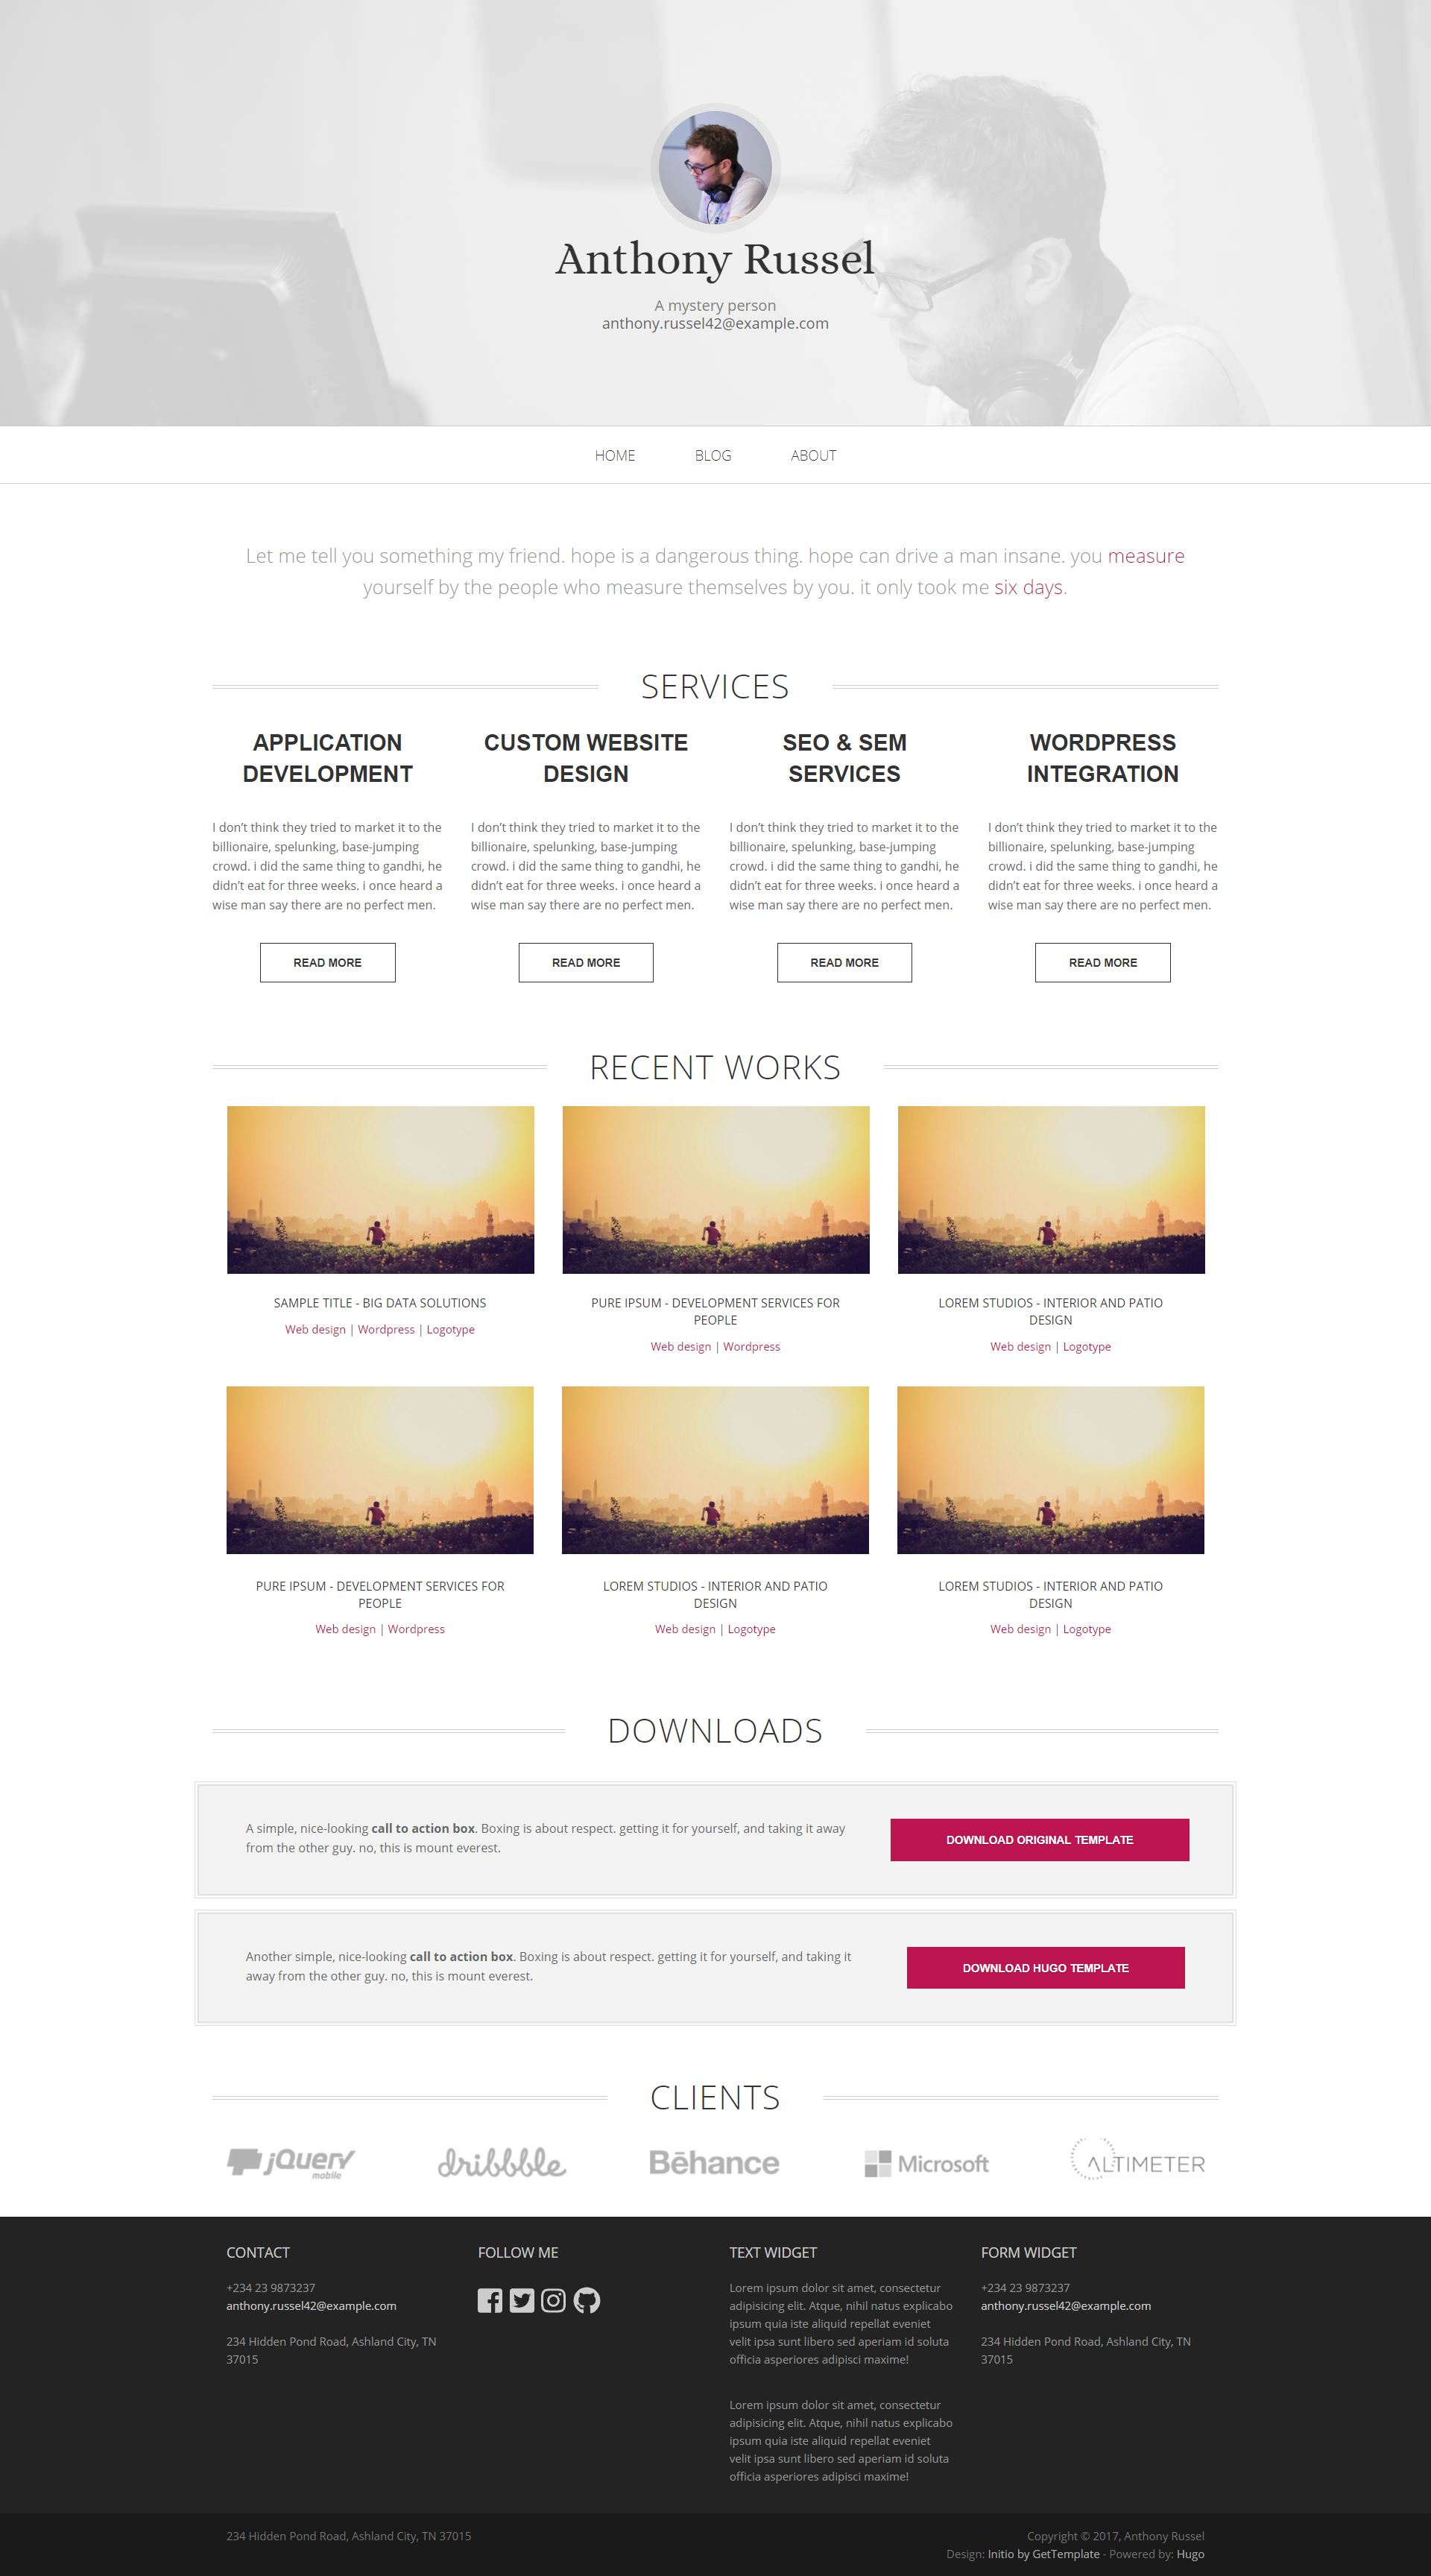 Anthony Russel
A mystery person
anthony.russel42@example.com
HOME
BLOG
ABOUT
Let me tell you something my friend. hope is a dangerous thing. hope can drive a man insane. you measure
yourself by the people who measure themselves by you. it only took me six days.
SERVICES
APPLICATION
DEVELOPMENT
I don’t think they tried to market it to the
billionaire, spelunking, base-jumping
crowd. i did the same thing to gandhi, he
didn’t eat for three weeks. i once heard a
wise man say there are no perfect men.
READ MORE
CUSTOM WEBSITE
DESIGN
I don’t think they tried to market it to the
billionaire, spelunking, base-jumping
crowd. i did the same thing to gandhi, he
didn’t eat for three weeks. i once heard a
wise man say there are no perfect men.
READ MORE
SEO & SEM
SERVICES
I don’t think they tried to market it to the
billionaire, spelunking, base-jumping
crowd. i did the same thing to gandhi, he
didn’t eat for three weeks. i once heard a
wise man say there are no perfect men.
READ MORE
WORDPRESS
INTEGRATION
I don’t think they tried to market it to the
billionaire, spelunking, base-jumping
crowd. i did the same thing to gandhi, he
didn’t eat for three weeks. i once heard a
wise man say there are no perfect men.
READ MORE
RECENT WORKS
SAMPLE TITLE - BIG DATA SOLUTIONS
Web design | Wordpress | Logotype
PURE IPSUM - DEVELOPMENT SERVICES FOR
PEOPLE
Web design | Wordpress
LOREM STUDIOS - INTERIOR AND PATIO
DESIGN
Web design | Logotype
PURE IPSUM - DEVELOPMENT SERVICES FOR
PEOPLE
Web design | Wordpress
LOREM STUDIOS - INTERIOR AND PATIO
DESIGN
Web design | Logotype
LOREM STUDIOS - INTERIOR AND PATIO
DESIGN
Web design | Logotype
DOWNLOADS
A simple, nice-looking call to action box. Boxing is about respect. getting it for yourself, and taking it away
from the other guy. no, this is mount everest.
DOWNLOAD ORIGINAL TEMPLATE
Another simple, nice-looking call to action box. Boxing is about respect. getting it for yourself, and taking it
away from the other guy. no, this is mount everest.
DOWNLOAD HUGO TEMPLATE
CLIENTS
jQuery
mobile
dribbble
Bēhance
Microsoft
ALTIMETER
CONTACT
+234 23 9873237
anthony.russel42@example.com
234 Hidden Pond Road, Ashland City, TN
37015
FOLLOW ME
TEXT WIDGET
Lorem ipsum dolor sit amet, consectetur
adipisicing elit. Atque, nihil natus explicabo
ipsum quia iste aliquid repellat eveniet
velit ipsa sunt libero sed aperiam id soluta
officia asperiores adipisci maxime!
Lorem ipsum dolor sit amet, consectetur
adipisicing elit. Atque, nihil natus explicabo
ipsum quia iste aliquid repellat eveniet
velit ipsa sunt libero sed aperiam id soluta
officia asperiores adipisci maxime!
FORM WIDGET
+234 23 9873237
anthony.russel42@example.com
234 Hidden Pond Road, Ashland City, TN
37015
234 Hidden Pond Road, Ashland City, TN 37015
Copyright © 2017, Anthony Russel
Design: Initio by GetTemplate - Powered by: Hugo